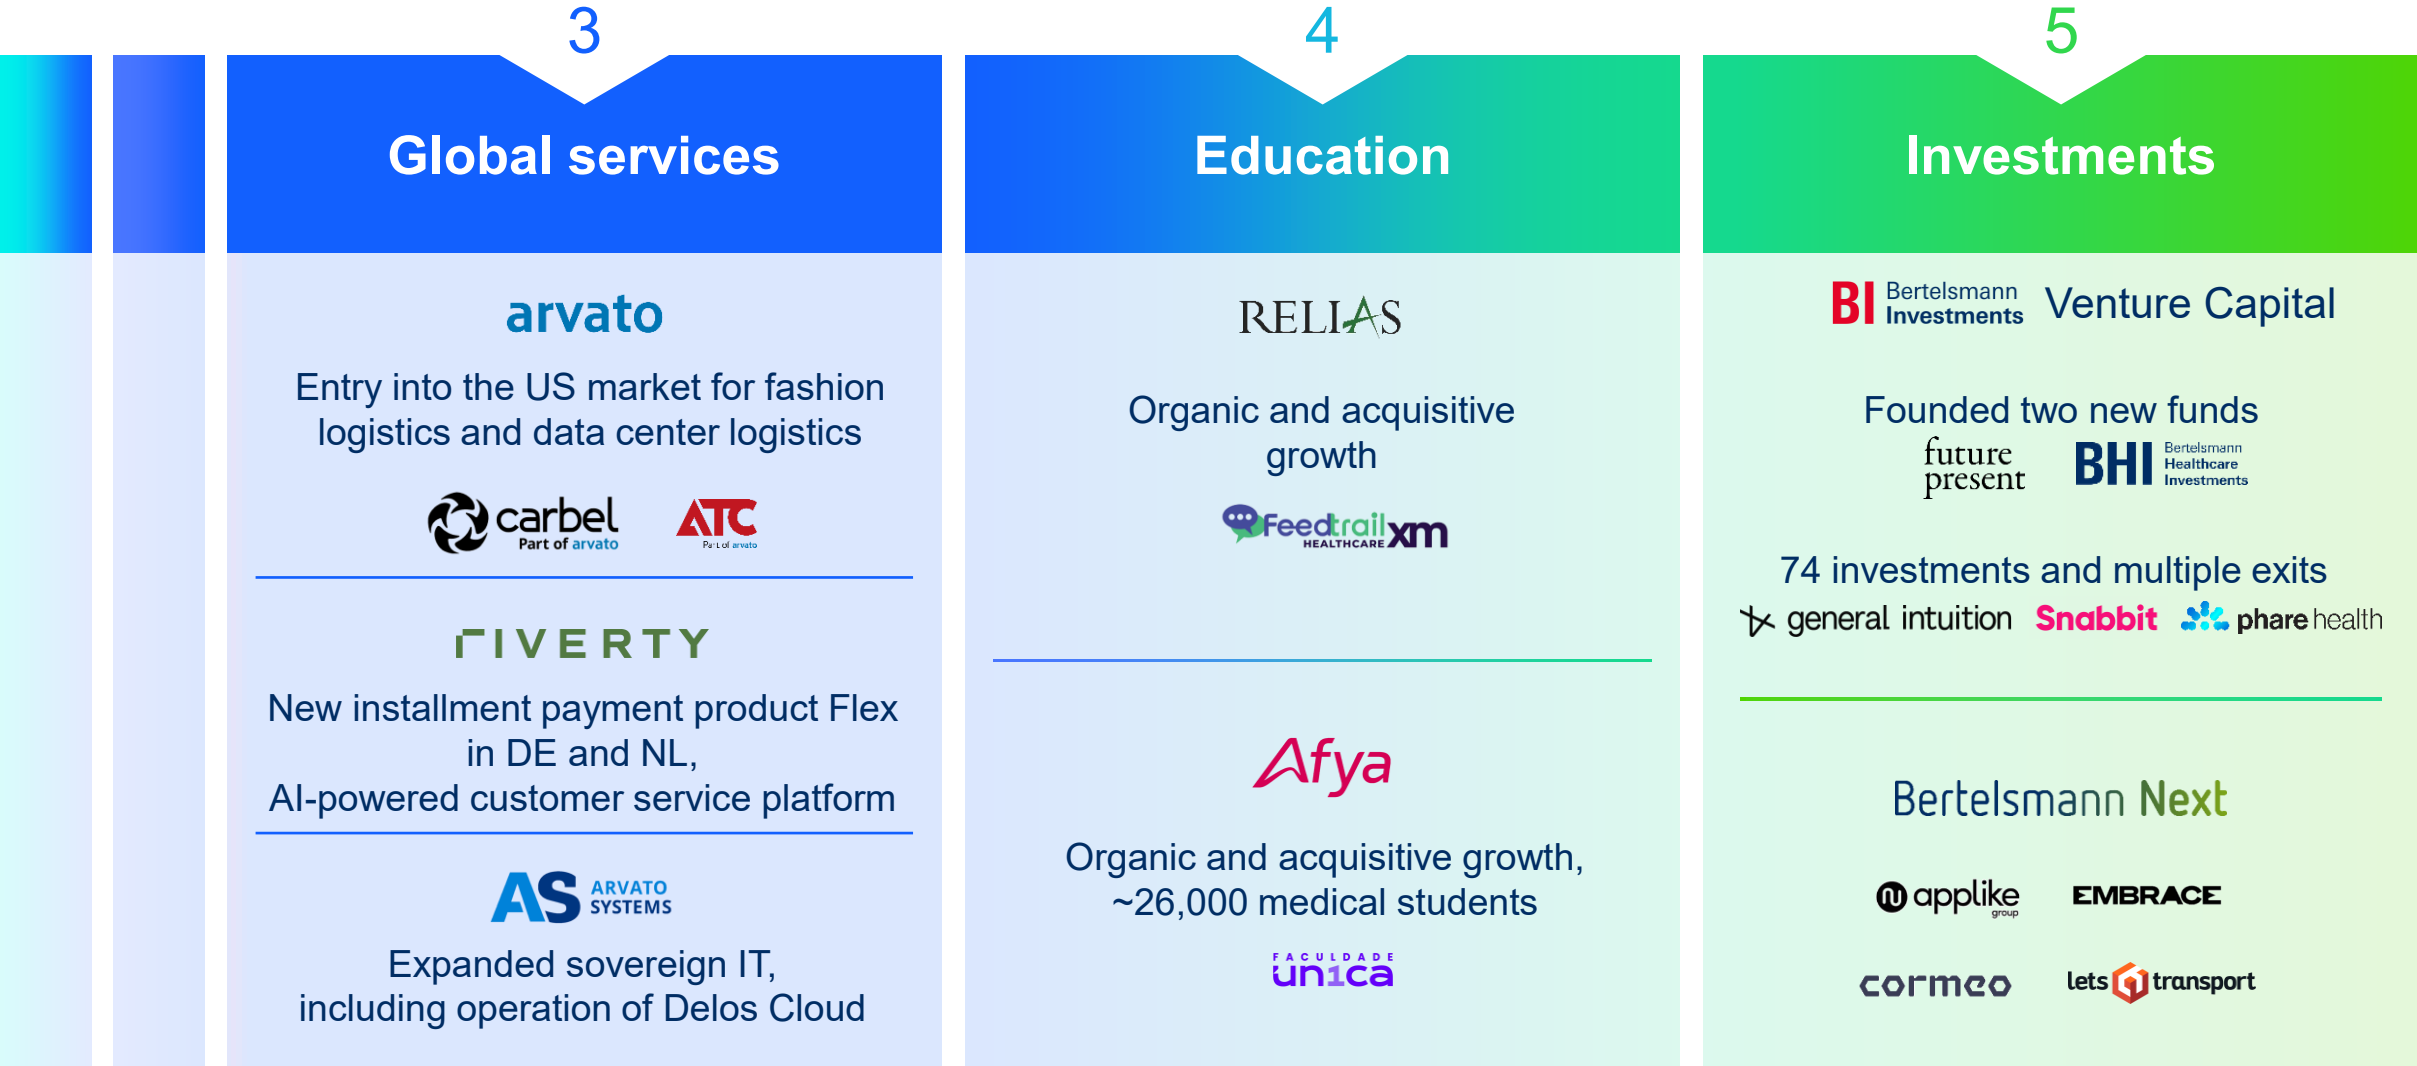 3
Global services
arvato
Entry into the US market for fashion
logistics and data center logistics
carbel
Part of arvato
ATC
Part of arvato
RIVERTY
New installment payment product Flex
in DE and NL,
AI-powered customer service platform
AS ARVATO
SYSTEMS
Expanded sovereign IT,
including operation of Delos Cloud
4
Education
RELIAS
Organic and acquisitive
growth
Feedtrail xm
HEALTHCARE
Afya
Organic and acquisitive growth,
~26,000 medical students
FACULDADE
un1ca
5
Investments
BI Bertelsmann
Investments
Venture Capital
Founded two new funds
future
present
BHI Bertelsmann
Healthcare
Investments
74 investments and multiple exits
general intuition
Snabbit
phare health
Bertelsmann Next
applike
group
EMBRACE
cormeo
lets transport